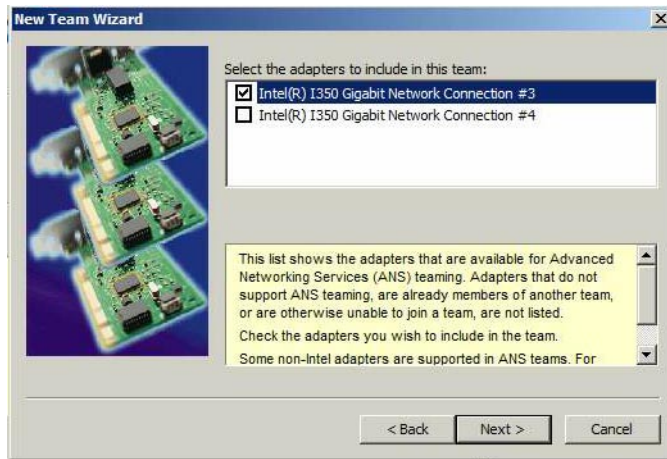 New Team Wizard
Select the adapters to include in this team:
Intel(R) I350 Gigabit Network Connection #3
Intel(R) I350 Gigabit Network Connection #4
This list shows the adapters that are available for Advanced
Networking Services (ANS) teaming. Adapters that do not
support ANS teaming, are already members of another team,
or are otherwise unable to join a team, are not listed.
Check the adapters you wish to include in the team.
Some non-Intel adapters are supported in ANS teams. For
< Back
Next >
Cancel